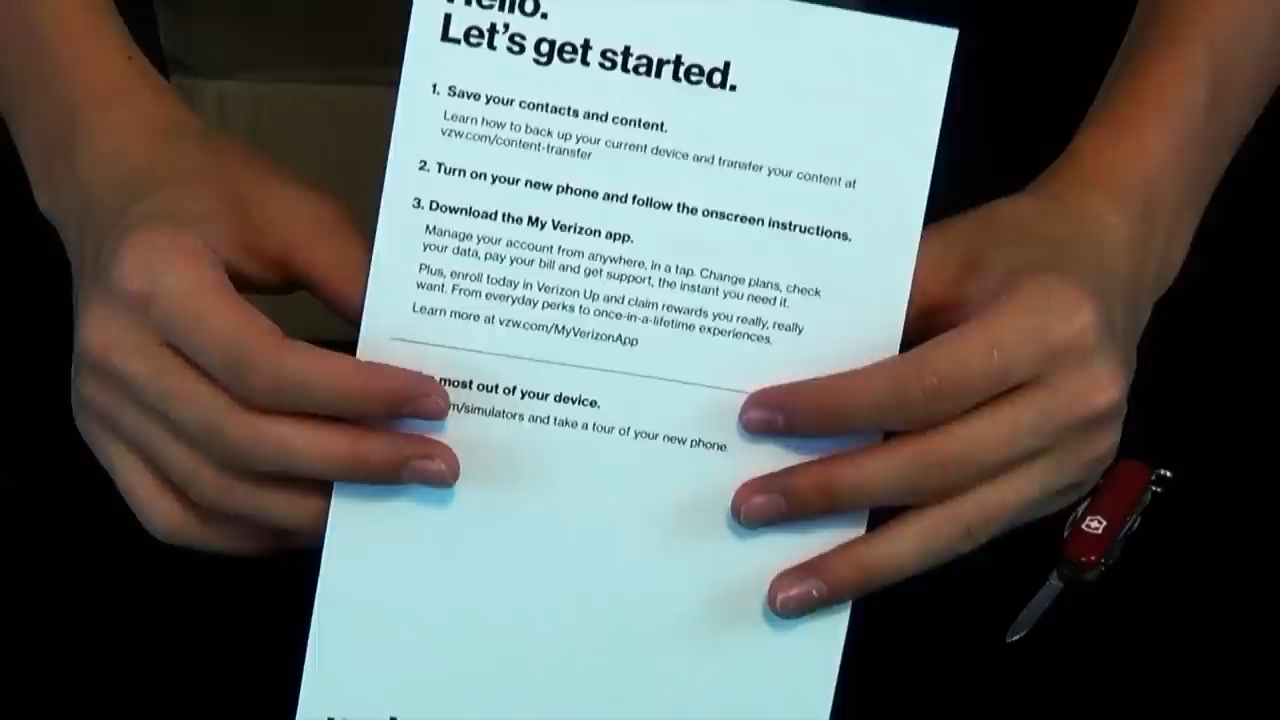 Hello.
Let's get started.
1. Save your contacts and content.
Learn how to back up your current device and transfer your content at
vzw.com/content-transfer
2. Turn on your new phone and follow the onscreen instructions.
3. Download the My Verizon app.
Manage your account from anywhere, in a tap. Change plans, check
your data, pay your bill and get support, the instant you need it.
Plus, enroll today in Verizon Up and claim rewards you really, really
want. From everyday perks to once-in-a-lifetime experiences.
Learn more at vzw.com/MyVerizonApp
most out of your device.
m/simulators and take a tour of your new phone.